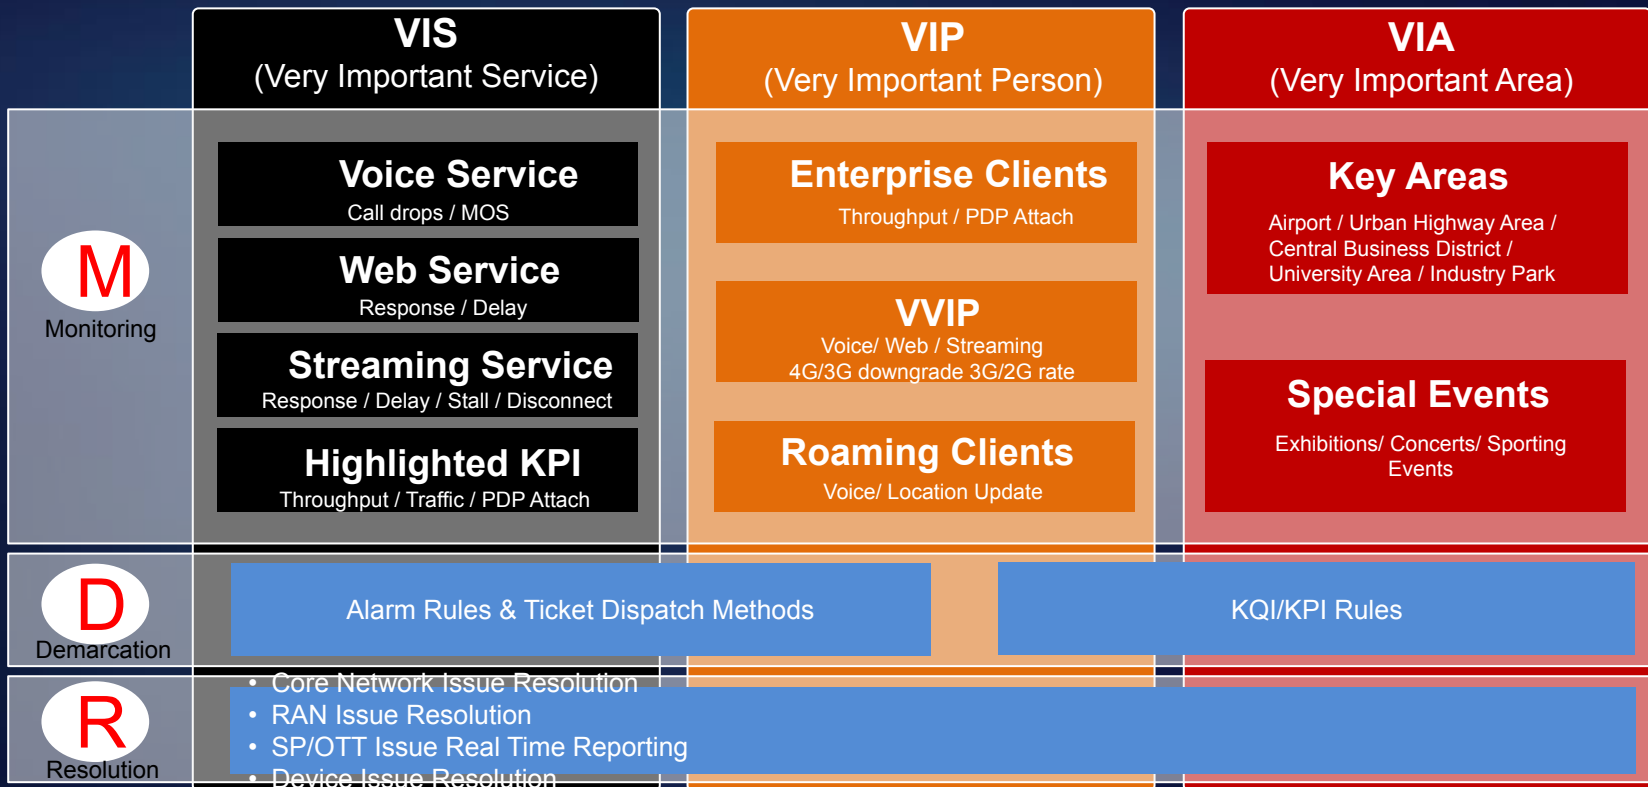 VIS
(Very Important Service)
VIP
(Very Important Person)
VIA
(Very Important Area)
M
Monitoring
Voice Service
Call drops / MOS
Web Service
Response / Delay
Streaming Service
Response / Delay / Stall / Disconnect
Highlighted KPI
Throughput / Traffic / PDP Attach
Enterprise Clients
Throughput / PDP Attach
VVIP
Voice/ Web / Streaming
4G/3G downgrade 3G/2G rate
Roaming Clients
Voice/ Location Update
Key Areas
Airport / Urban Highway Area /
Central Business District /
University Area / Industry Park
Special Events
Exhibitions/ Concerts/ Sporting
Events
D
Demarcation
Alarm Rules & Ticket Dispatch Methods
KQI/KPI Rules
R
Resolution
• Core Network Issue Resolution
• RAN Issue Resolution
• SP/OTT Issue Real Time Reporting
• Device Issue Resolution